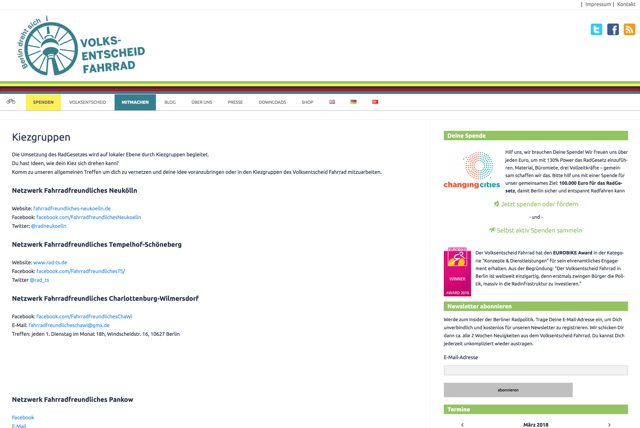 | Impressum | Kontakt
Berlin dreht sich!
VOLKS-
ENTSCHEID
FAHRRAD
SPENDEN VOLKSENTSCHEID MITMACHEN BLOG ÜBER UNS PRESSE DOWNLOADS SHOP
Kiezgruppen
Die Umsetzung des RadGesetzes wird auf lokaler Ebene durch Kiezgruppen begleitet.
Du hast Ideen, wie dein Kiez sich drehen kann?
Komm zu unseren allgemeinen Treffen um dich zu vernetzen und deine Idee voranzubringen oder in den Kiezgruppen des Volksentscheid Fahrrad mitzuarbeiten.
Netzwerk Fahrradfreundliches Neukölln
Website: fahrradfreundliches-neukoelln.de
Facebook: facebook.com/FahrradfreundlichesNeukoelln
Twitter: @radneukoelln
Netzwerk Fahrradfreundliches Tempelhof-Schöneberg
Website: www.rad-ts.de
Facebook: facebook.com/FahrradfreundlichesTS/
Twitter @rad_ts
Netzwerk Fahrradfreundliches Charlottenburg-Wilmersdorf
Facebook: facebook.com/FahrradfreundlichesChaWi
E-Mail: fahrradfreundlicheschawi@gmx.de
Treffen: jeden 1. Dienstag im Monat 18h, Windscheidstr. 16, 10627 Berlin
Netzwerk Fahrradfreundliches Pankow
Facebook
E-Mail
Deine Spende
changing cities
Hilf uns, wir brauchen Deine Spende! Wir freuen uns über
jeden Euro, um mit 130% Power das RadGesetz einzufüh-
ren. Material, Büromiete, drei Vollzeitkräfte – gemein-
sam schaffen wir das. Bitte hilf uns mit einer Spende für
unser gemeinsames Ziel: 100.000 Euro für das RadGe-
setz, damit Berlin sicher und entspannt Radfahren kann
Jetzt spenden oder fördern
- und -
Selbst aktiv Spenden sammeln
EUROBIKE
WINNER
AWARD 2016
Der Volksentscheid Fahrrad hat den EUROBIKE Award in der Katego-
rie "Konzepte & Dienstleistungen" für sein ehrenamtliches Engage-
ment erhalten. Aus der Begründung: "Der Volksentscheid Fahrrad in
Berlin ist weltweit einzigartig, denn erstmals zwingen Bürger die Po-
litik, massiv in die Radinfrastruktur zu investieren."
Newsletter abonnieren
Werde zum Insider der Berliner Radpolitik. Trage Deine E-Mail-Adresse ein, um Dich
unverbindlich und kostenlos für unseren Newsletter zu registrieren. Wir schicken Dir
dann ca. alle 2 Wochen Neuigkeiten aus dem Volksentscheid Fahrrad. Du kannst Dich
jederzeit unkompliziert wieder austragen.
E-Mail-Adresse
abonnieren
Termine
‹ März 2018 ›